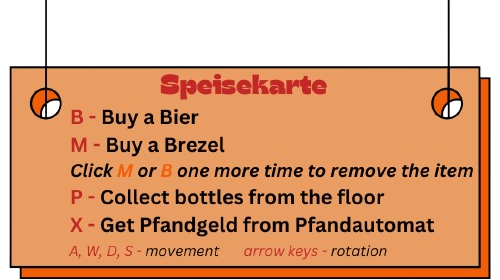 Speisekarte
B - Buy a Bier
M - Buy a Brezel
Click M or B one more time to remove the item
P - Collect bottles from the floor
X - Get Pfandgeld from Pfandautomat
A, W, D, S - movement arrow keys - rotation